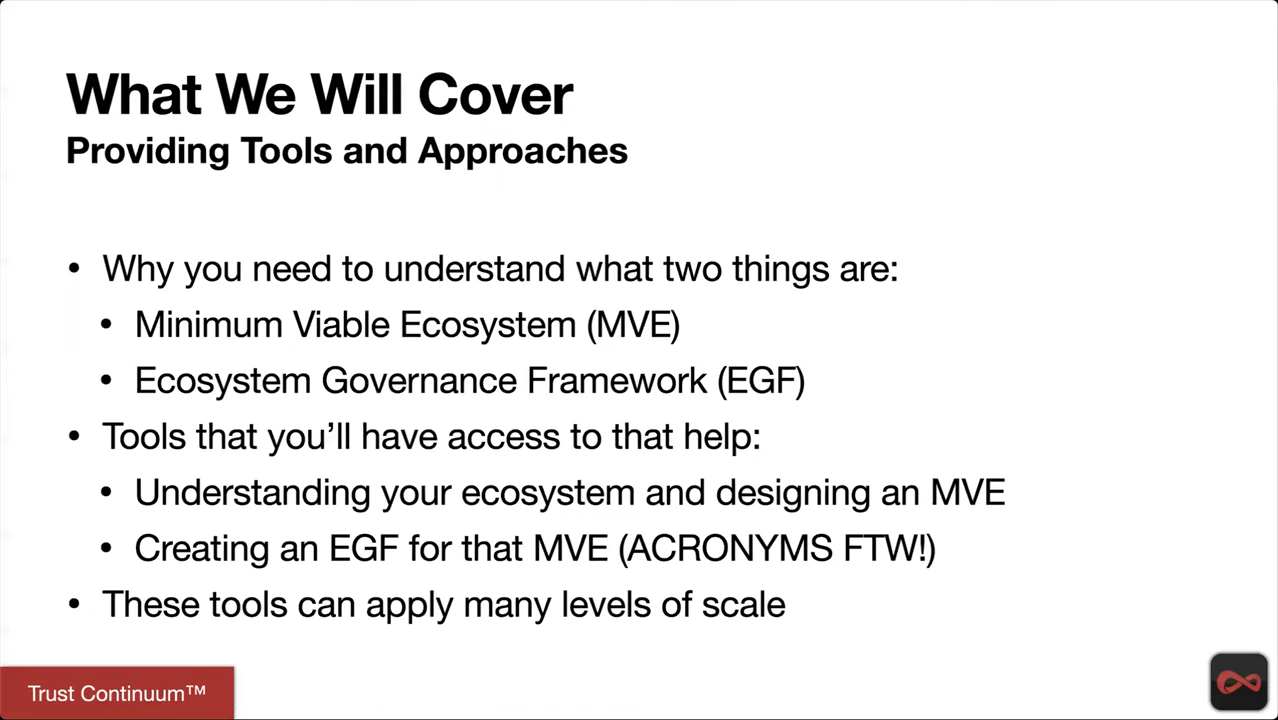 What We Will Cover
Providing Tools and Approaches
• Why you need to understand what two things are:
• Minimum Viable Ecosystem (MVE)
• Ecosystem Governance Framework (EGF)
• Tools that you’ll have access to that help:
• Understanding your ecosystem and designing an MVE
• Creating an EGF for that MVE (ACRONYMS FTW!)
• These tools can apply many levels of scale
Trust Continuum™